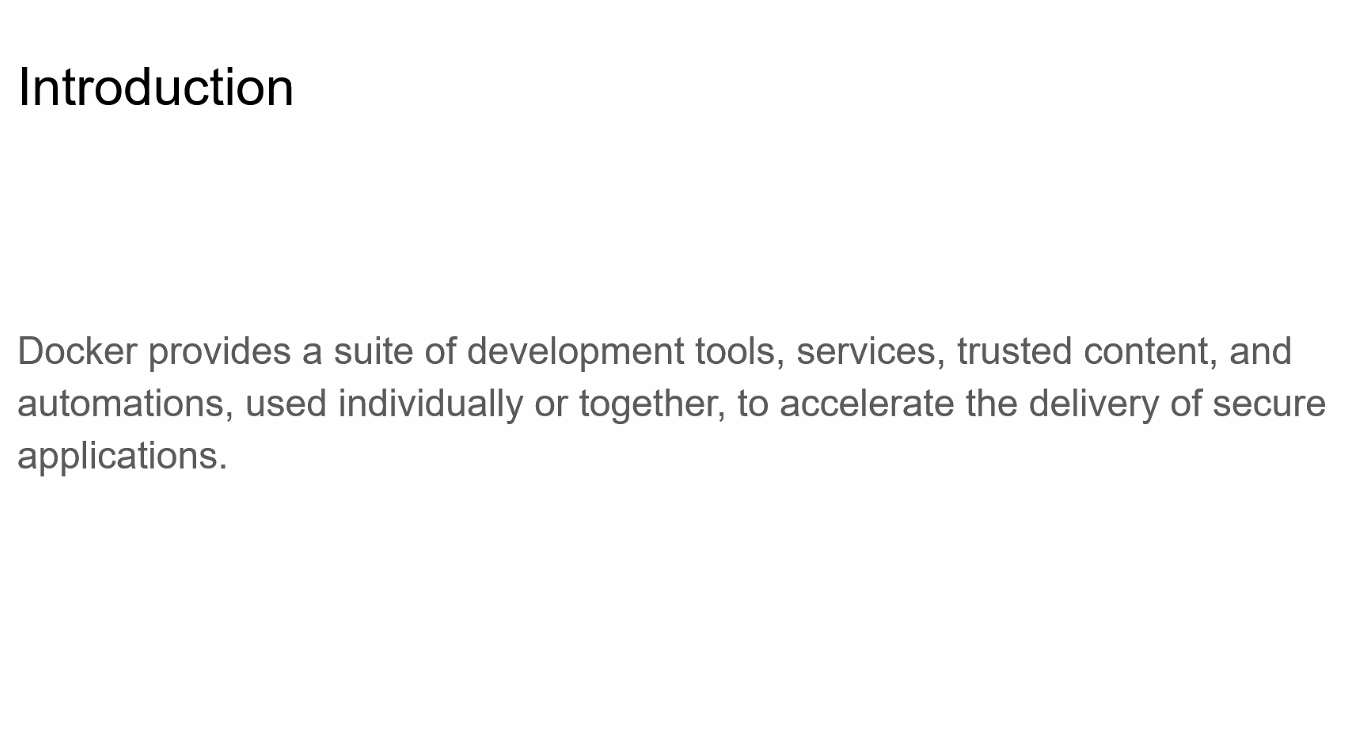 Introduction
Docker provides a suite of development tools, services, trusted content, and
automations, used individually or together, to accelerate the delivery of secure
applications.